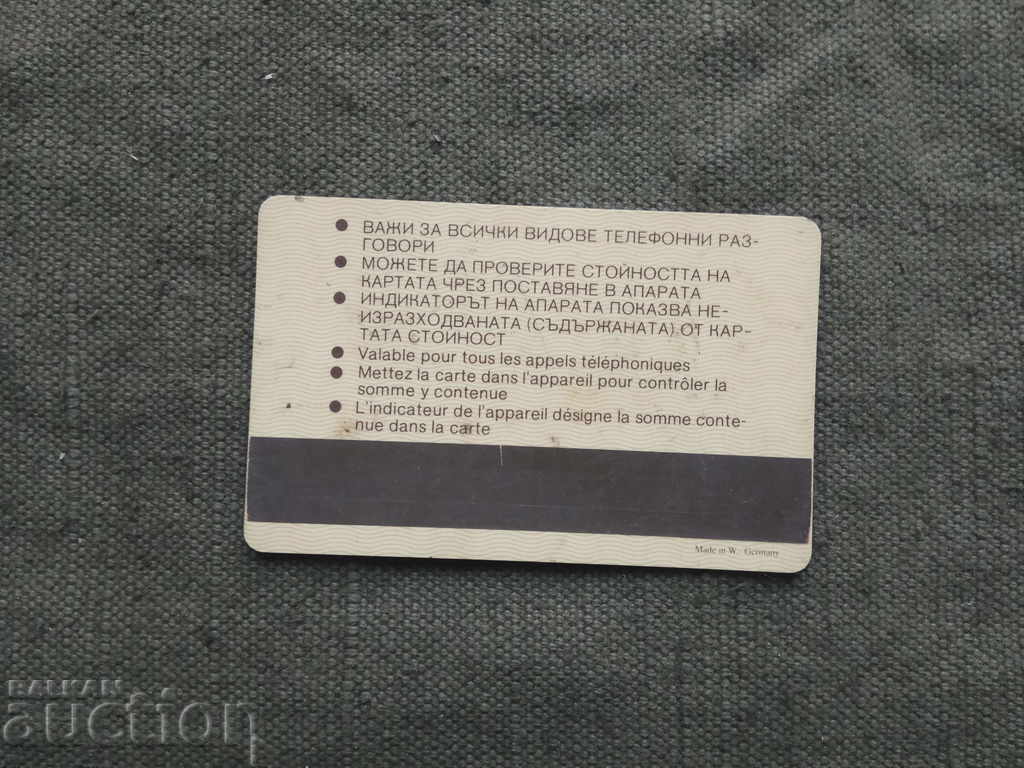 ● ВАЖИ ЗА ВСИЧКИ ВИДОВЕ ТЕЛЕФОННИ РАЗ-
ГОВОРИ
● МОЖЕТЕ ДА ПРОВЕРИТЕ СТОЙНОСТТА НА
КАРТАТА ЧРЕЗ ПОСТАВЯНЕ В АПАРАТА
● ИНДИКАТОРЪТ НА АПАРАТА ПОКАЗВА НЕ-
ИЗРАЗХОДВАНАТА (СЪДЪРЖАНАТА) ОТ КАР-
ТАТА СТОЙНОСТ
● Valable pour tous les appels téléphoniques
● Mettez la carte dans l'appareil pour contrôler la
somme y contenue
● L'indicateur de l'appareil désigne la somme conte-
nue dans la carte
Made in W. Germany
BALKAN
auction